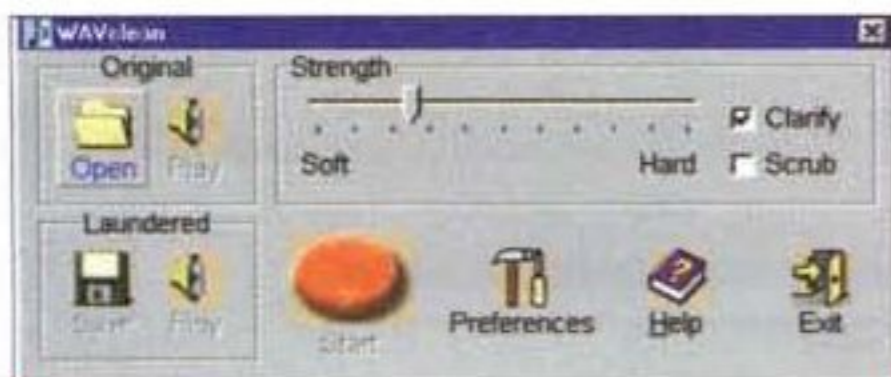 WAVclean
Original
Strength
Open
Play
Soft
Hard
Clarify
Scrub
Laundered
Save
Play
Start
Preferences
Help
Exit